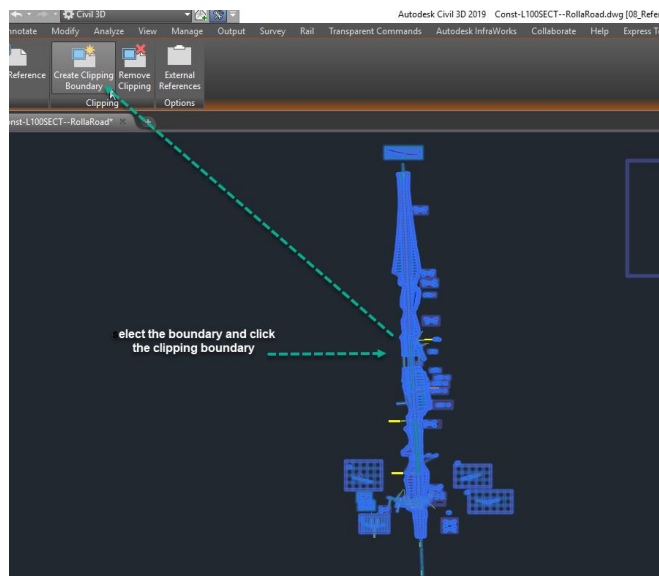 Civil 3D
Autodesk Civil 3D 2019 Const-L100SECT--RollaRoad.dwg [08_Refer
nnotate Modify Analyze View Manage Output Survey Rail Transparent Commands Autodesk InfraWorks Collaborate Help Express To
Reference
Create Clipping
Boundary
Remove
Clipping
External
References
Clipping
Options
onst-L100SECT--RollaRoad*
elect the boundary and click
the clipping boundary